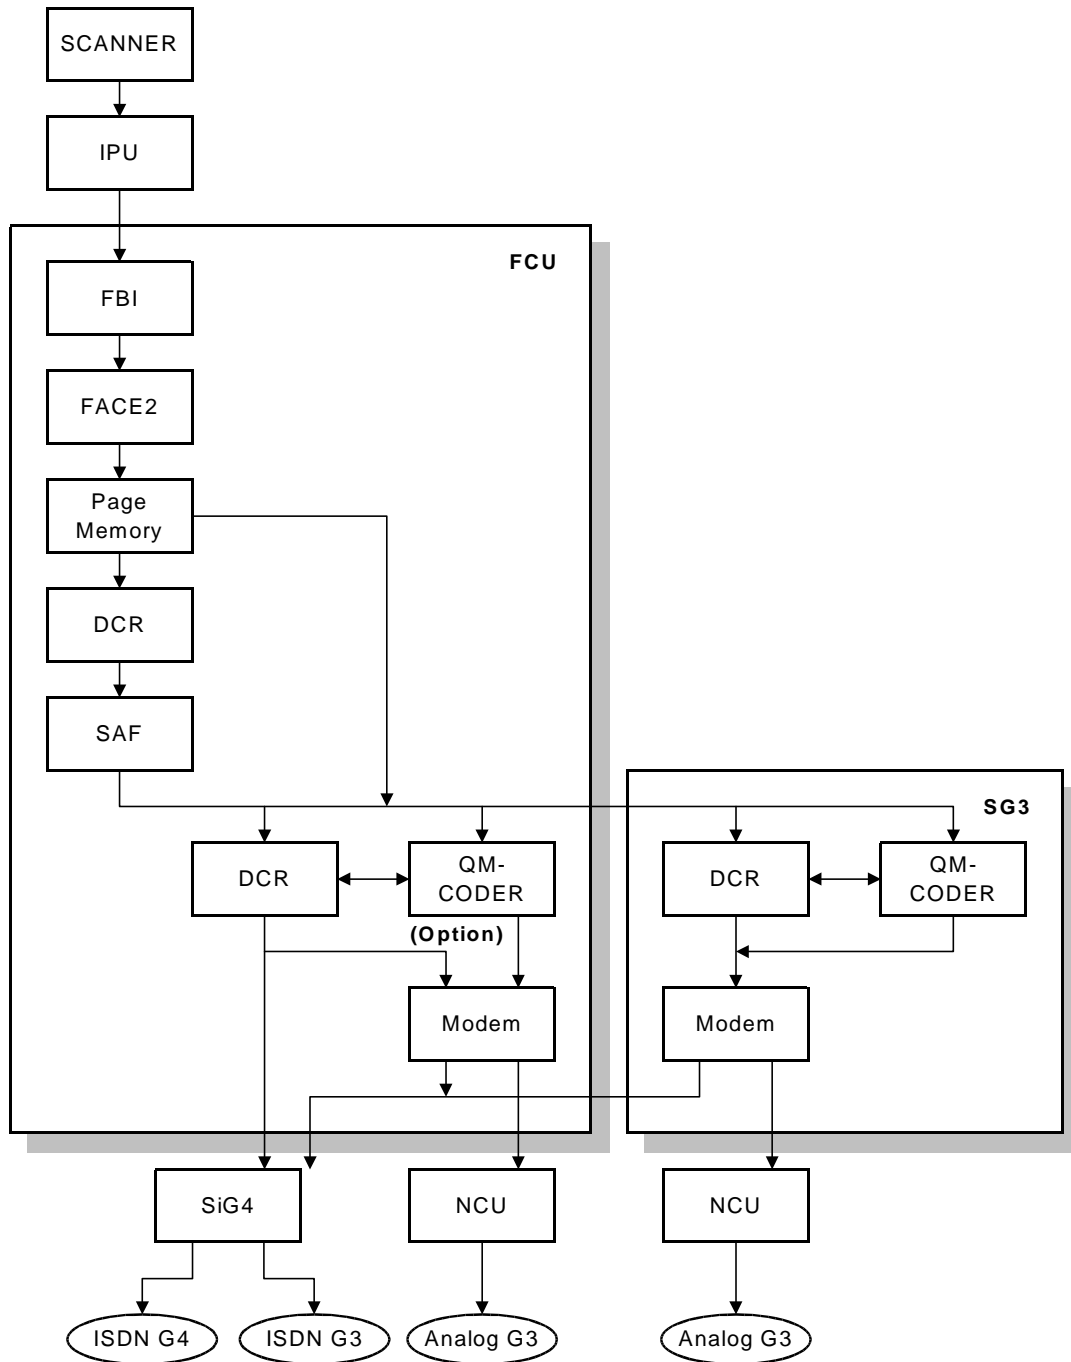 SCANNER
IPU
FCU
FBI
FACE2
Page
Memory
DCR
SAF
SG3
DCR
QM-
CODER
(Option)
DCR
QM-
CODER
Modem
Modem
SiG4
NCU
NCU
ISDN G4
ISDN G3
Analog G3
Analog G3